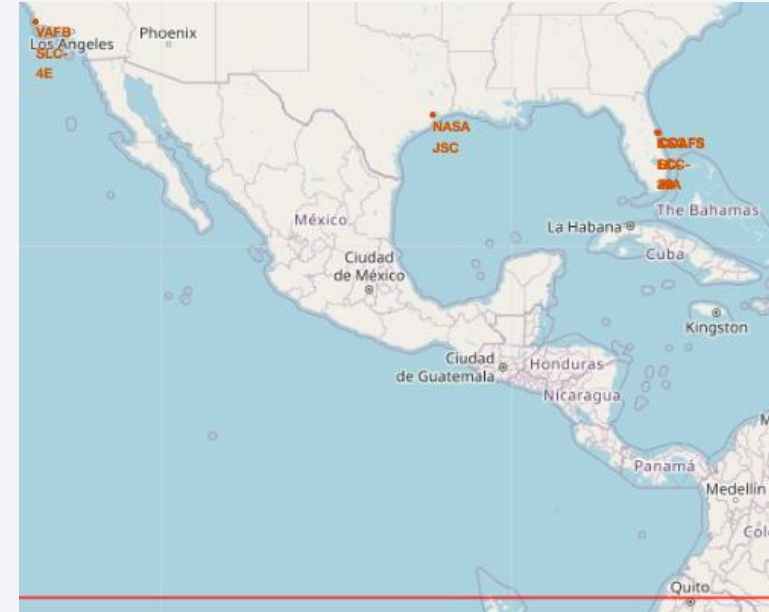 VAFB
SLC-
4E
Los Angeles
Phoenix
NASA
JSC
The Bahamas
La Habana
Cuba
México
Ciudad
de México
Kingston
Ciudad
de Guatemala
Honduras
Nicaragua
Panamá
Medellín
Col
Quito